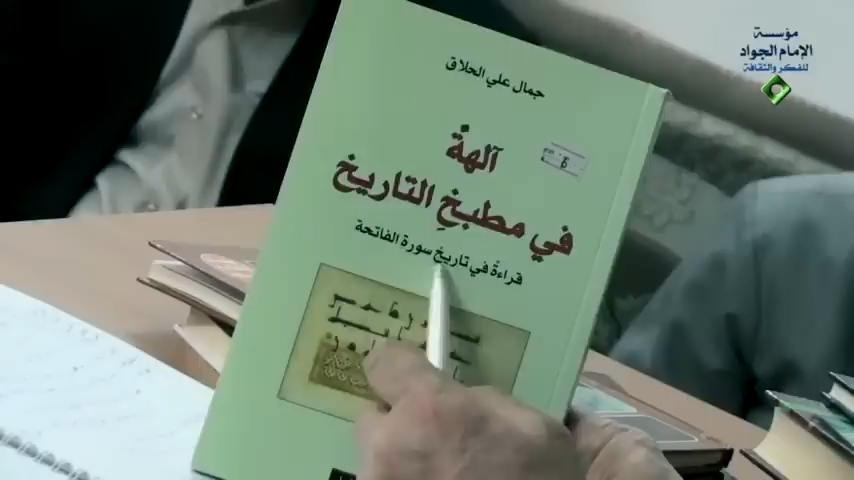 مؤسسة
الإمام الجواد
للفكر والثقافة
جمال علي الحلاق
آلهة
في مطبخِ التاريخ
قراءةٌ في تاريخ سورة الفاتحة